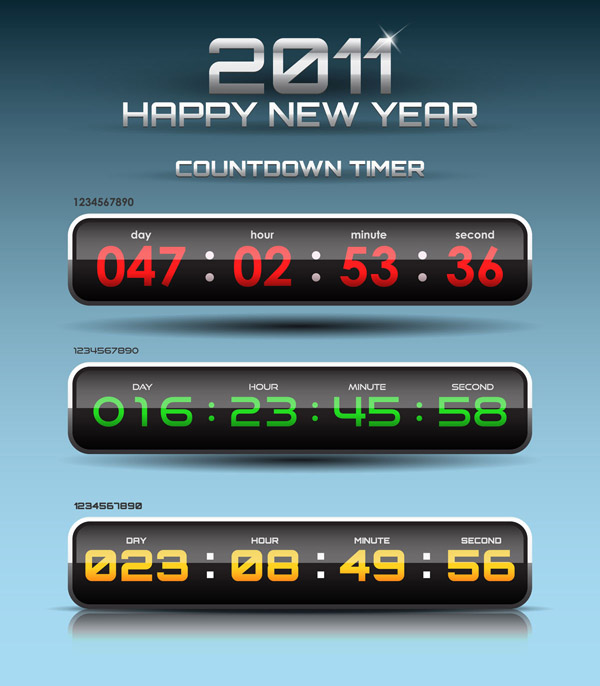 2011
HAPPY NEW YEAR
COUNTDOWN TIMER
1234567890
day hour minute second
047 : 02 : 53 : 36
1234567890
DAY HOUR MINUTE SECOND
016 : 23 : 45 : 58
1234567890
DAY HOUR MINUTE SECOND
023 : 08 : 49 : 56